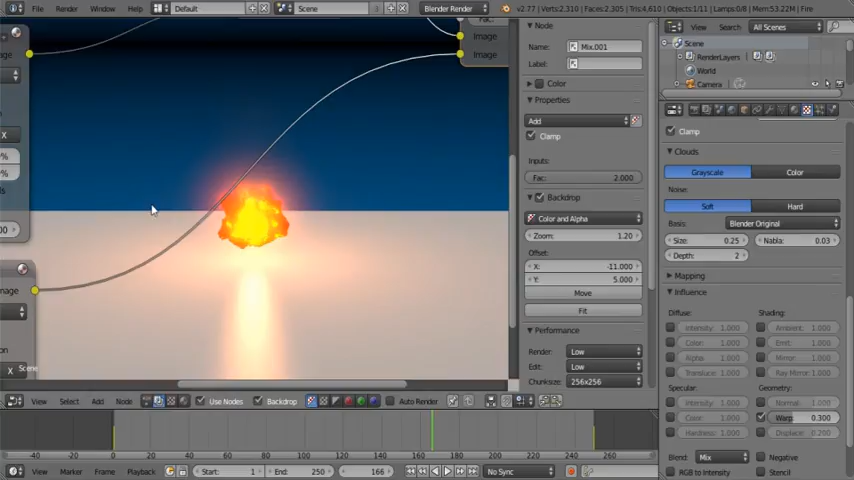 File
Render
Window
Help
Default
Scene
Blender Render
v2.77 | Verts:2,310 | Faces:2,305 | Tris:4,610 | Objects:1/11 | Lamps:0/8 | Mem:53.22M | Fire
Fac:
Image
Image
X
%
%
00
mage
X
Scene
Node
Name:
Mix.001
Label:
Color
Properties
Add
Clamp
Inputs:
Fac: 2.000
Backdrop
Color and Alpha
Zoom: 1.20
Offset:
X: -11.000
Y: 5.000
Move
Fit
Performance
Render: Low
Edit: Low
Chunksize: 256x256
View
Search
All Scenes
Scene
RenderLayers
World
Camera
Clamp
Clouds
Grayscale
Color
Noise:
Soft
Hard
Basis: Blender Original
Size: 0.25
Nabla: 0.03
Depth: 2
Mapping
Influence
Diffuse:
Shading:
Intensity: 1.000
Ambient: 1.000
Color: 1.000
Emit: 1.000
Alpha: 1.000
Mirror: 1.000
Transluce: 1.000
Ray Mirror: 1.000
Specular:
Geometry:
Intensity: 1.000
Normal: 1.000
Color: 1.000
Warp: 0.300
Hardness: 1.000
Displace: 0.200
Blend: Mix
Negative
RGB to Intensity
Stencil
View
Select
Add
Node
Use Nodes
Backdrop
Auto Render
-40 -20 0 20 40 60 80 100 120 140 160 180 200 220 240 260 280
View
Marker
Frame
Playback
Start: 1
End: 250
166
No Sync